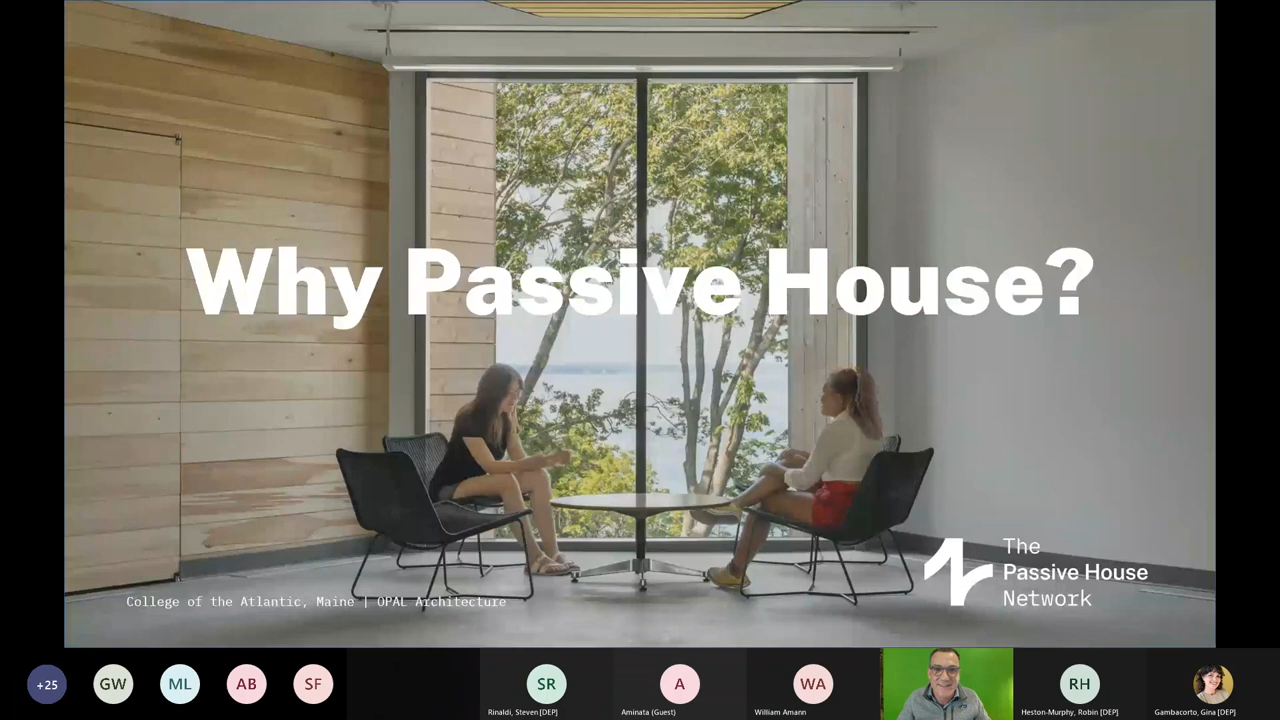 Why Passive House?
The
Passive House
Network
College of the Atlantic, Maine | OPAL Architecture
+25
GW
ML
AB
SF
SR
A
WA
RH
Rinaldi, Steven [DEP]
Aminata (Guest)
William Amann
Heston-Murphy, Robin [DEP]
Gambacorto, Gina [DEP]